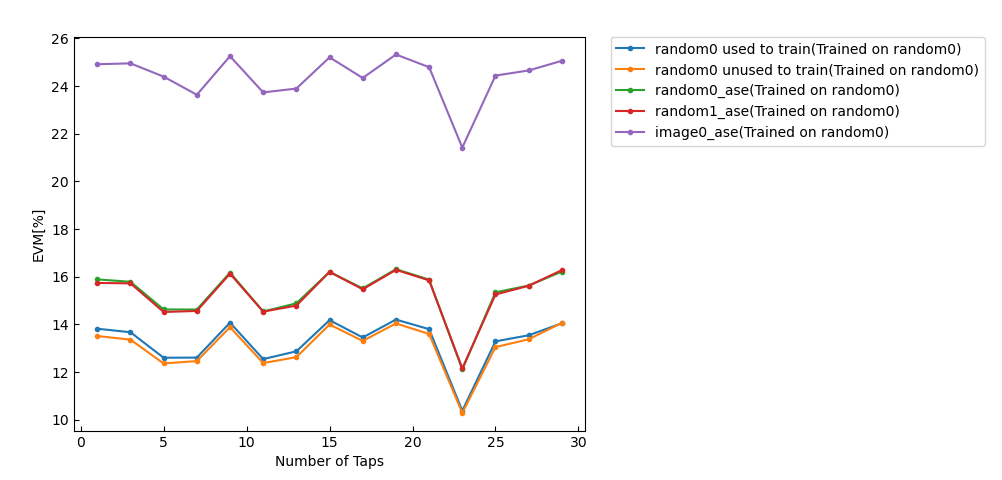 26
24
22
20
18
16
14
12
10
EVM[%]
0
5
10
15
20
25
30
Number of Taps
random0 used to train(Trained on random0)
random0 unused to train(Trained on random0)
random0_ase(Trained on random0)
random1_ase(Trained on random0)
image0_ase(Trained on random0)